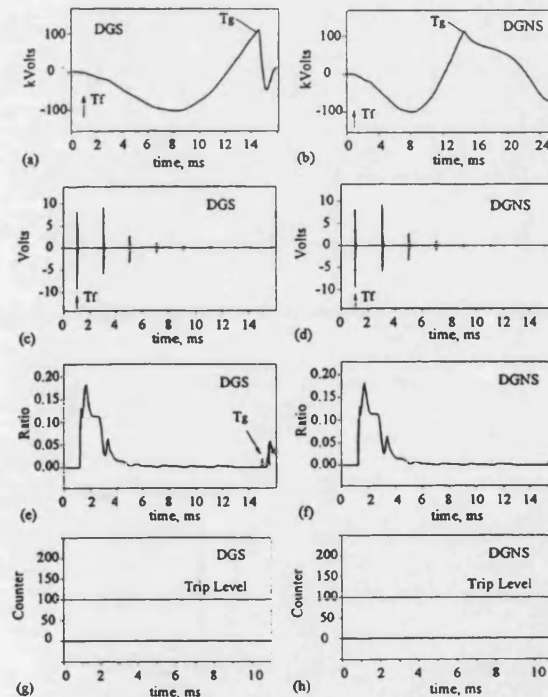 DGS
Tg
kVolts
100
0
-100
Tf
0 2 4 6 8 10 12 14 16
(a)
time, ms
DGNS
Tg
kVolts
100
0
-100
Tf
0 4 8 12 16 20 24
(b)
time, ms
DGS
Volts
10
5
0
-5
-10
Tf
0 2 4 6 8 10 12 14
(c)
time, ms
DGNS
Volts
10
5
0
-5
-10
Tf
0 2 4 6 8 10 12 14
(d)
time, ms
DGS
Ratio
0.20
0.15
0.10
0.05
0.00
Tg
0 2 4 6 8 10 12 14
(e)
time, ms
DGNS
Ratio
0.20
0.15
0.10
0.05
0.00
0 2 4 6 8 10 12 14
(f)
time, ms
DGS
Trip Level
Counter
200
150
100
50
0
0 2 4 6 8 10
(g)
time, ms
DGNS
Trip Level
Counter
200
150
100
50
0
0 2 4 6 8 10
(h)
time, ms